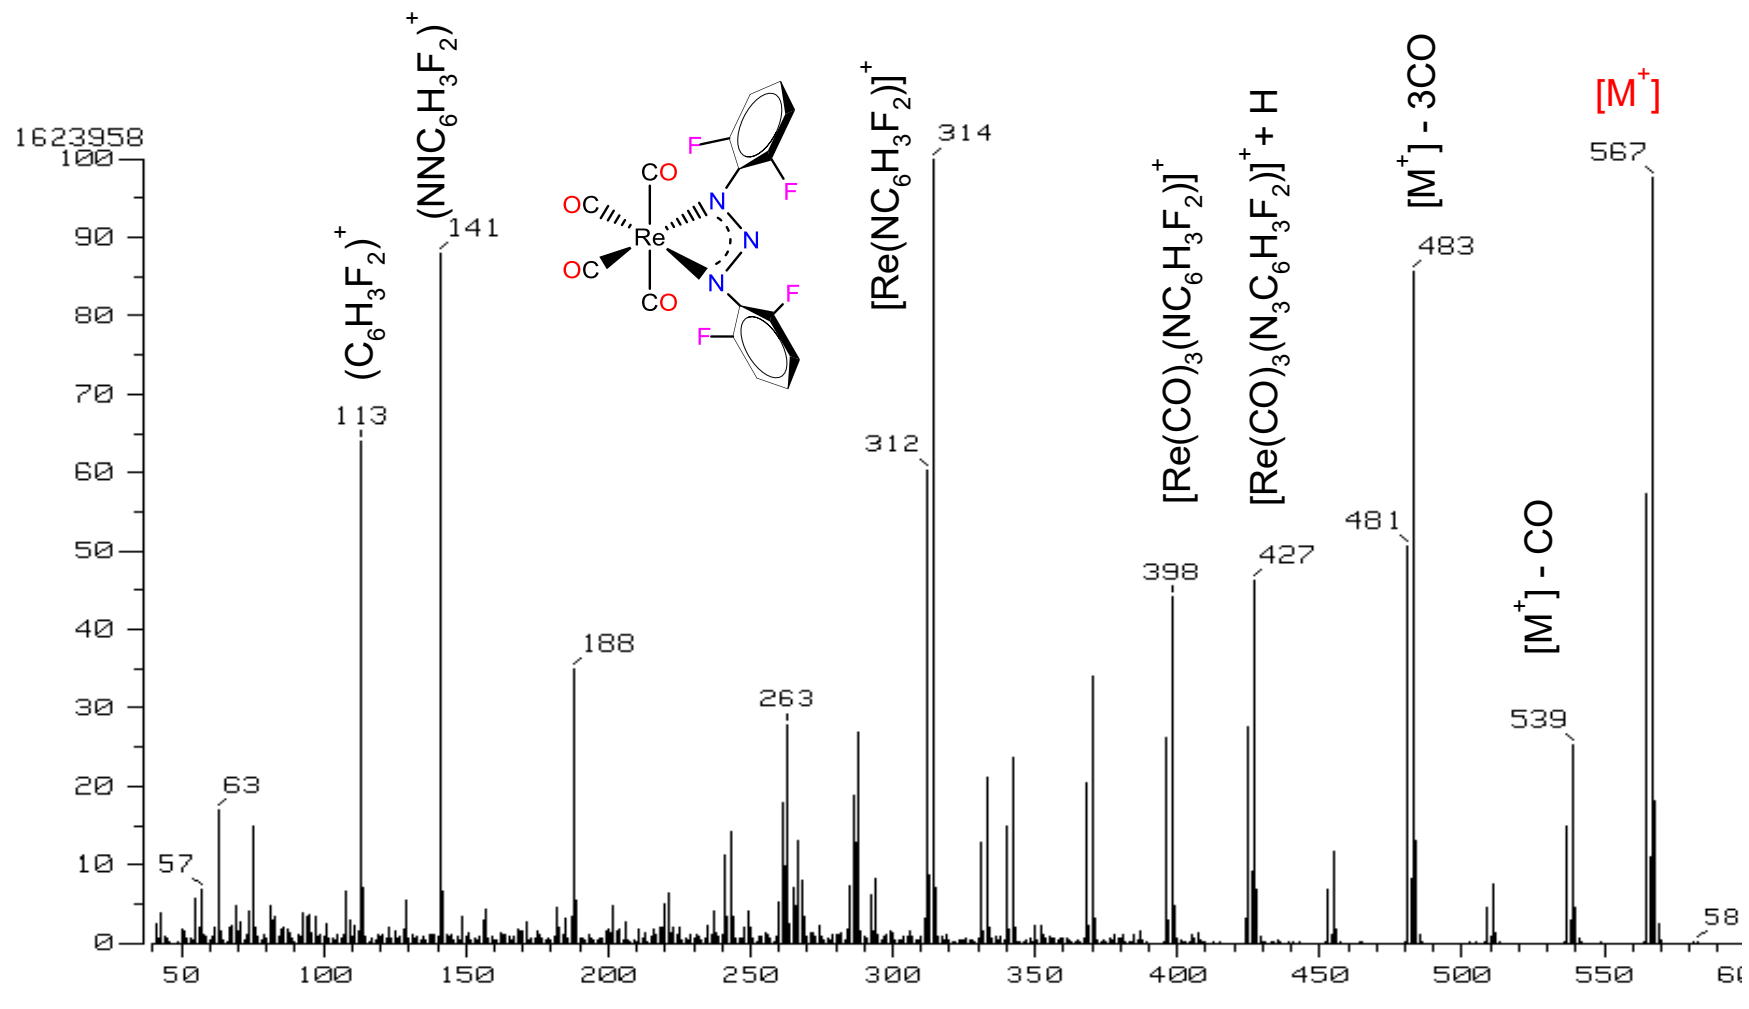 1623958
100
90
80
70
60
50
40
30
20
10
0
50
100
150
200
250
300
350
400
450
500
550
60
57
63
113
141
188
263
312
314
398
427
481
483
539
567
58
(C6H3F2)+
(NNC6H3F2)+
[Re(NC6H3F2)]+
[Re(CO)3(NC6H3F2)]+
[Re(CO)3(N3C6H3F2)]+ + H
[M+] - 3CO
[M+] - CO
[M+]
CO
OC
OC
CO
Re
N
N
N
F
F
F
F